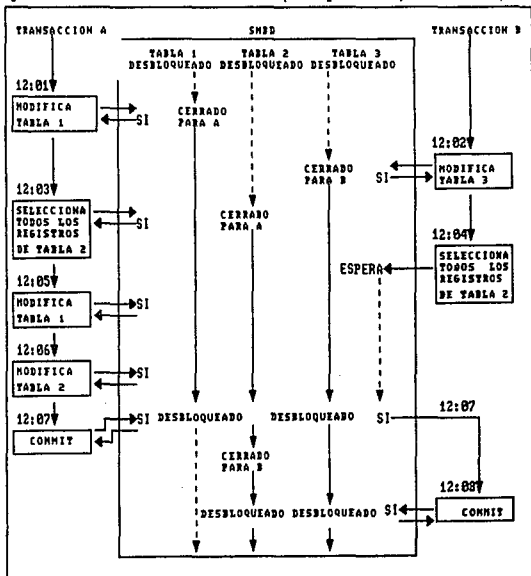 TRANSACCION A
SMBD
TRANSACCION B
TABLA 1
DESBLOQUEADO
TABLA 2
DESBLOQUEADO
TABLA 3
DESBLOQUEADO
12:01
MODIFICA
TABLA 1
SI
CERRADO
PARA A
12:02
MODIFICA
TABLA 3
SI
CERRADO
PARA B
12:03
SELECCIONA
TODOS LOS
REGISTROS
DE TABLA 2
SI
CERRADO
PARA A
12:04
SELECCIONA
TODOS LOS
REGISTROS
DE TABLA 2
ESPERA
12:05
MODIFICA
TABLA 1
SI
12:06
MODIFICA
TABLA 2
SI
12:07
COMMIT
SI
DESBLOQUEADO
DESBLOQUEADO
SI
12:07
CERRADO
PARA B
12:08
COMMIT
SI
DESBLOQUEADO DESBLOQUEADO